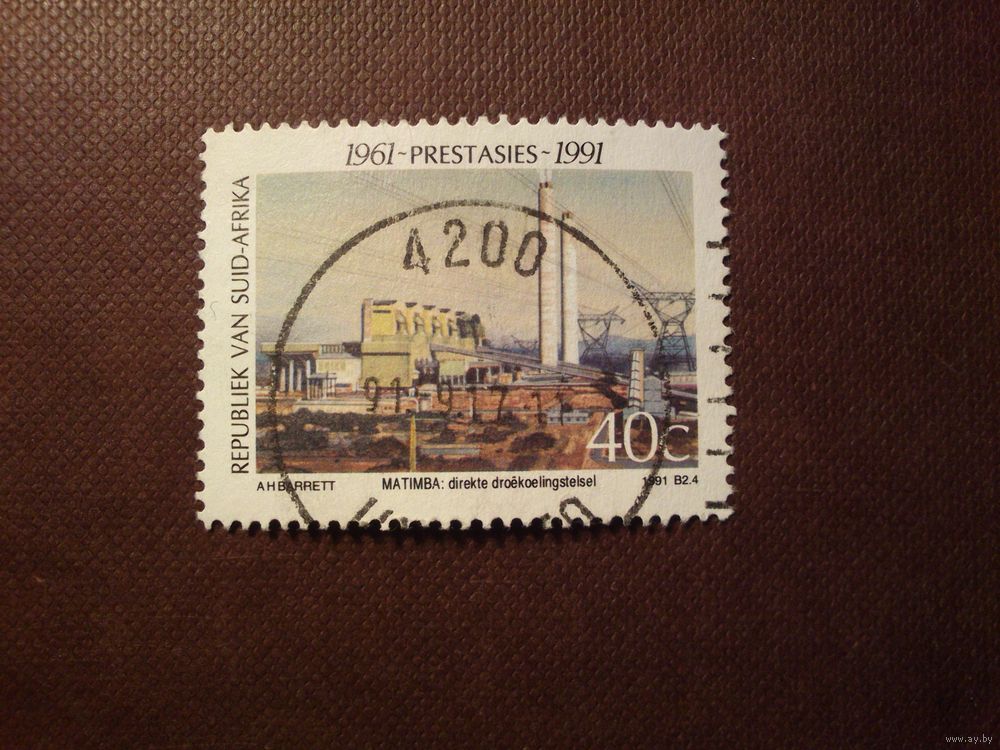 1961~PRESTASIES~1991
REPUBLIEK VAN SUID-AFRIKA
4200
40c
A H BARRETT
MATIMBA: direkte droëkoelingstelsel
1991 B2.4
www.ay.by